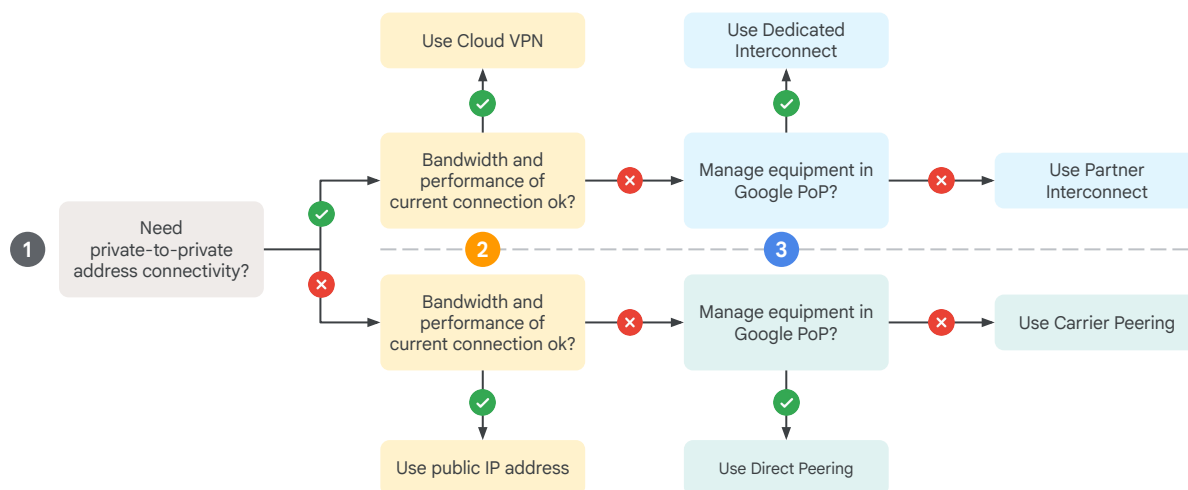 Use Cloud VPN
Use Dedicated
Interconnect
Bandwidth and
performance of
current connection ok?
Manage equipment in
Google PoP?
Use Partner
Interconnect
1
Need
private-to-private
address connectivity?
2
3
Bandwidth and
performance of
current connection ok?
Manage equipment in
Google PoP?
Use Carrier Peering
Use public IP address
Use Direct Peering